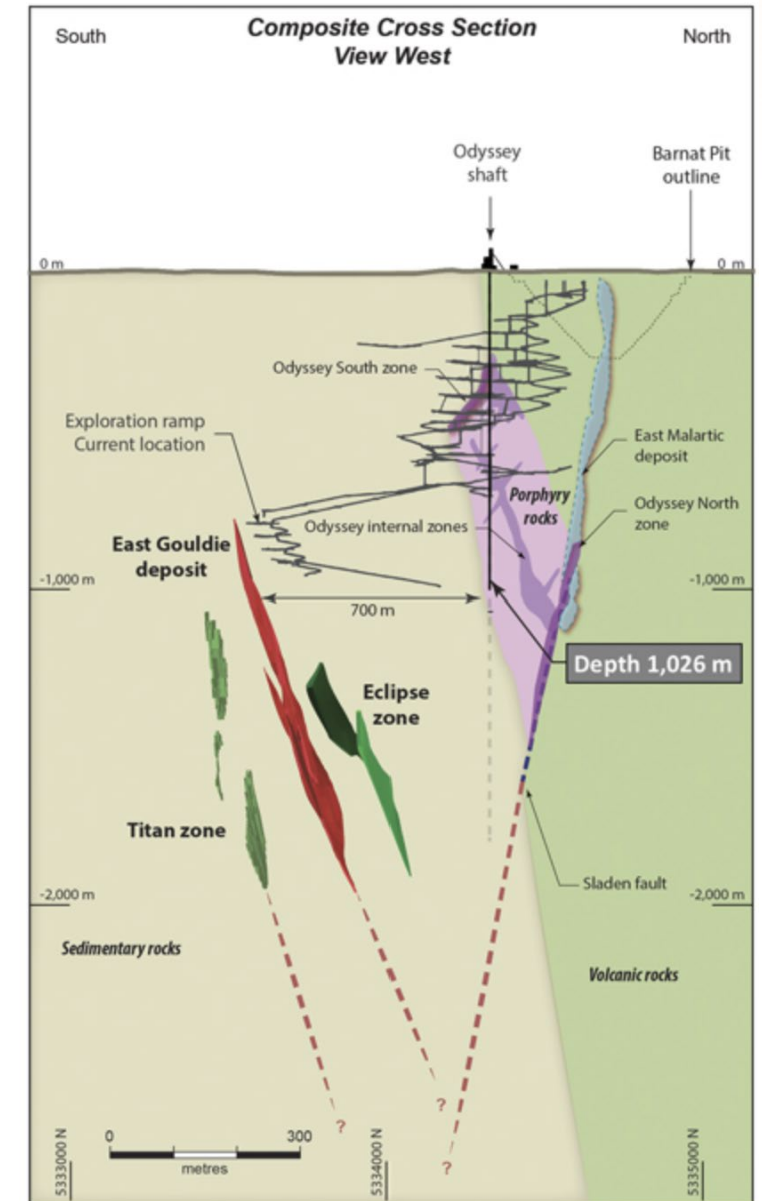 Composite Cross Section
View West
South
North
Odyssey
shaft
Barnat Pit
outline
0 m
0 m
Odyssey South zone
Exploration ramp
Current location
East Malartic
deposit
Porphyry
rocks
Odyssey North
zone
Odyssey internal zones
East Gouldie
deposit
-1,000 m
-1,000 m
700 m
Depth 1,026 m
Eclipse
zone
Titan zone
Sladen fault
-2,000 m
-2,000 m
Sedimentary rocks
Volcanic rocks
?
?
?
0
300
metres
5333000 N
5334000 N
5335000 N